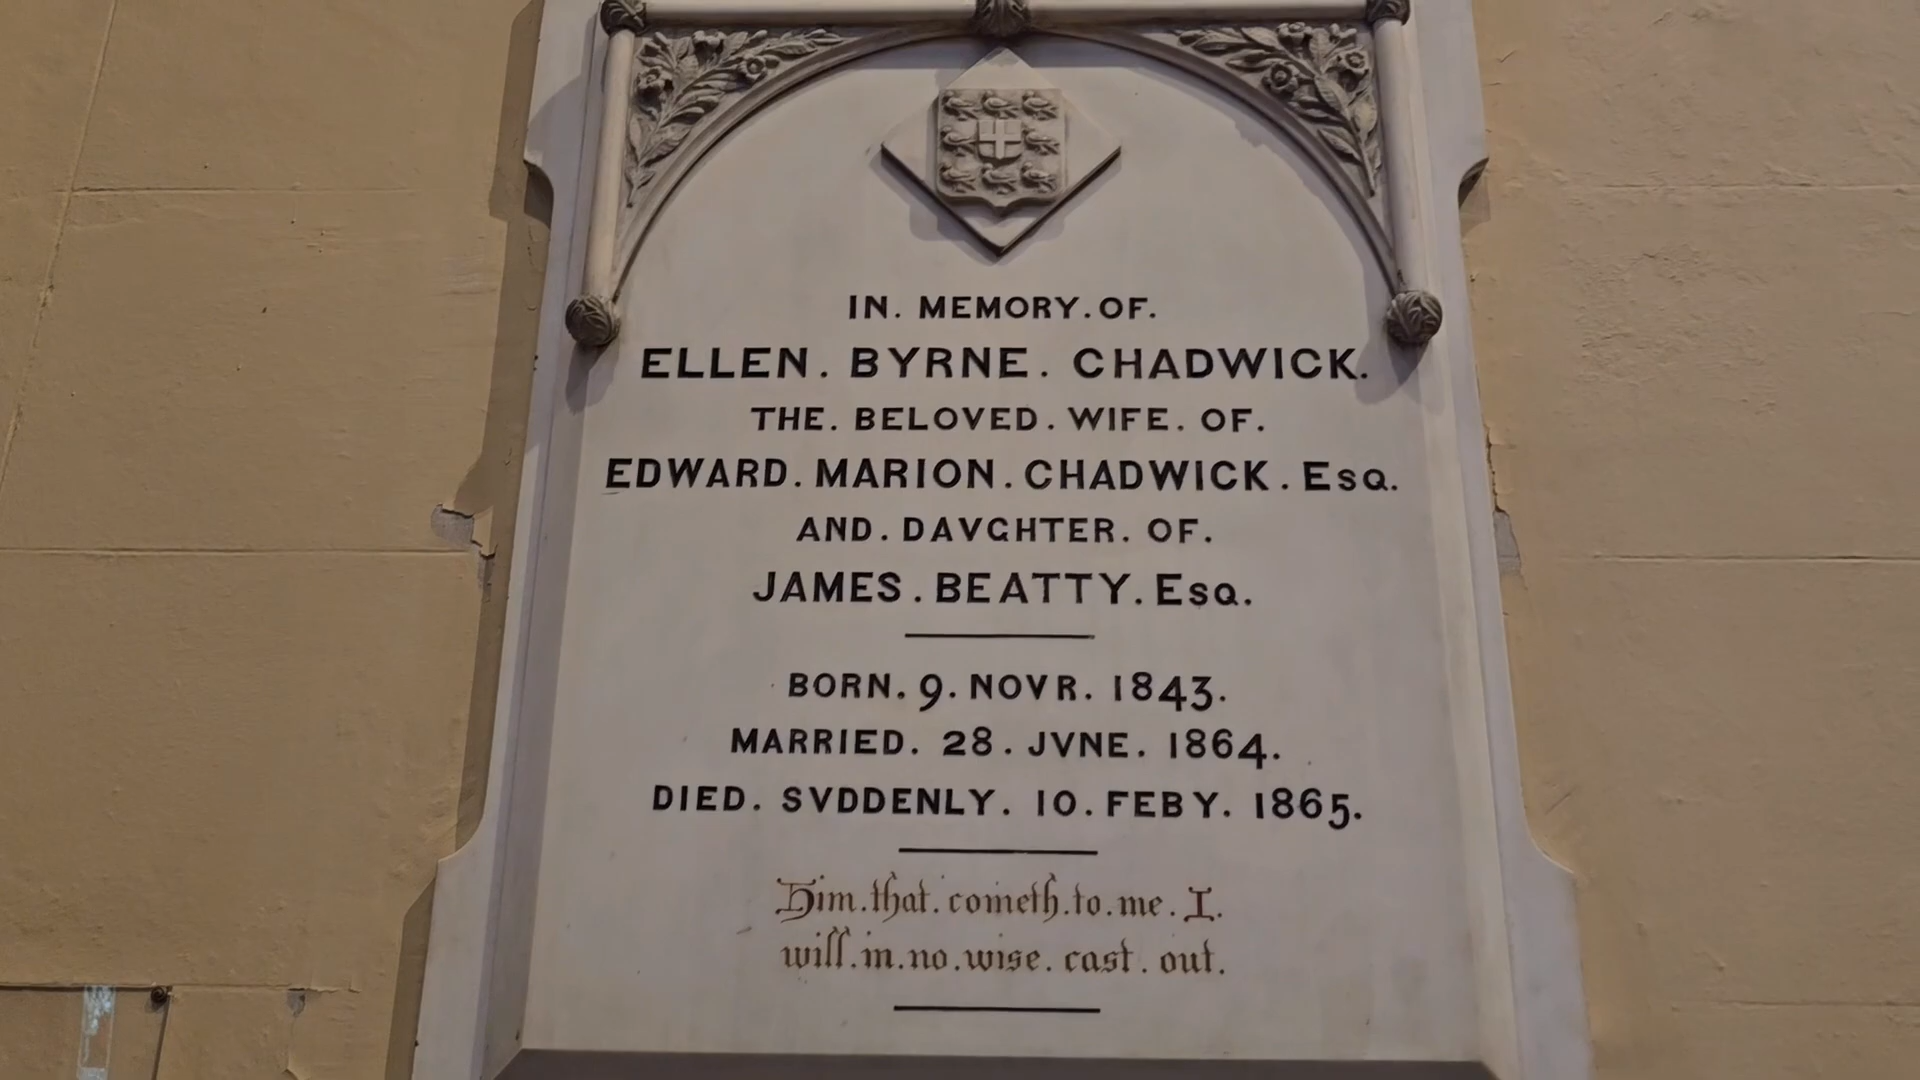 IN. MEMORY. OF.
ELLEN. BYRNE. CHADWICK.
THE. BELOVED. WIFE. OF.
EDWARD. MARION. CHADWICK. Esq.
AND. DAVGHTER. OF.
JAMES. BEATTY. Esq.
BORN. 9. NOVR. 1843.
MARRIED. 28. JVNE. 1864.
DIED. SVDDENLY. 10. FEBY. 1865.
Him. that. cometh. to. me. I.
will. in. no. wise. cast. out.